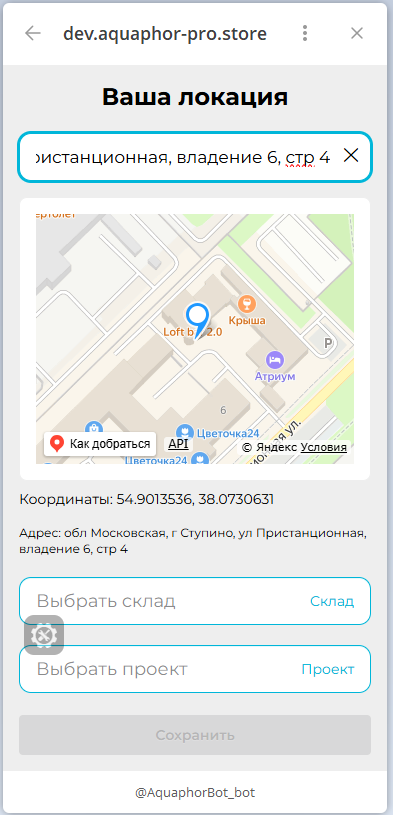 dev.aquaphor-pro.store
Ваша локация
ристанционная, владение 6, стр 4
ертолет
Крыша
Loft b 2.0
P
Атриум
6
Цветочка24
Как добраться
API
© Яндекс Условия
Цветочка24
ул.
Координаты: 54.9013536, 38.0730631
Адрес: обл Московская, г Ступино, ул Пристанционная,
владение 6, стр 4
Выбрать склад Склад
Выбрать проект Проект
Сохранить
@AquaphorBot_bot